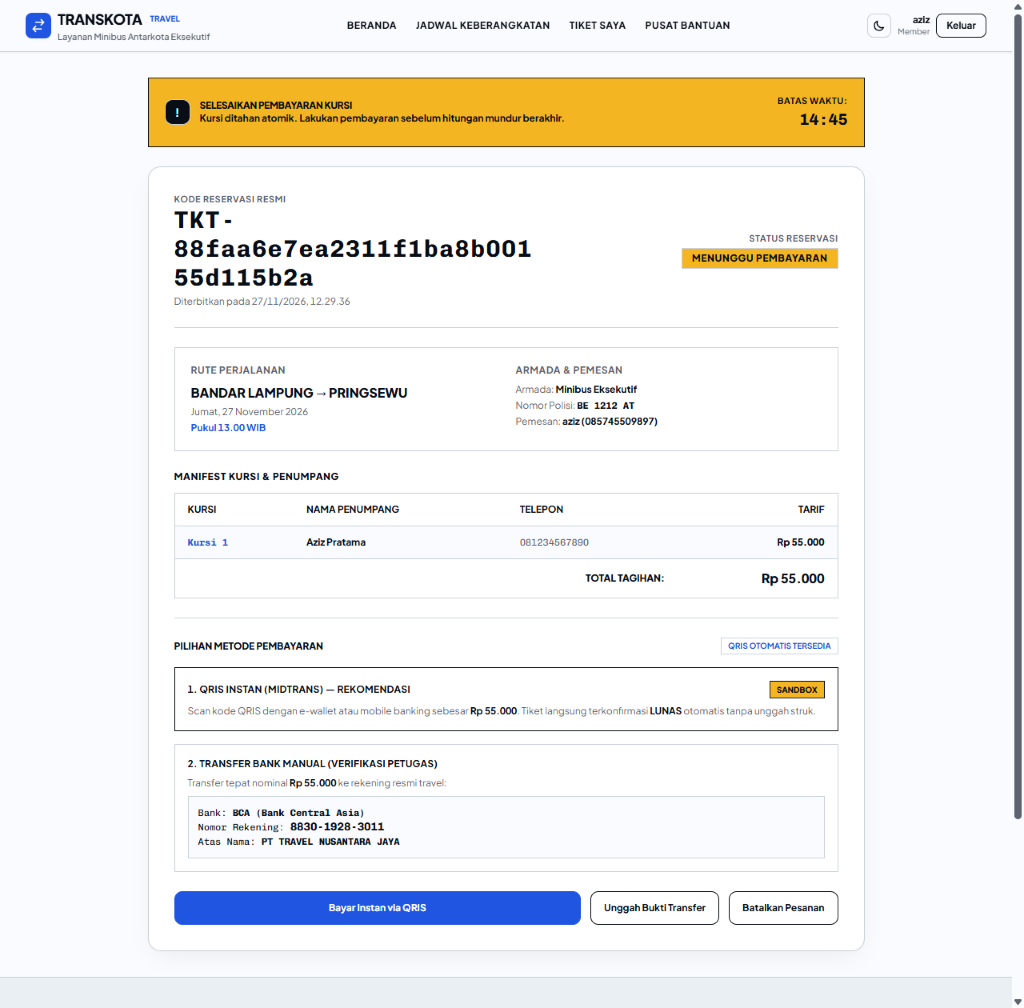 TRANSKOTA TRAVEL
Layanan Minibus Antarkota Eksekutif
BERANDA JADWAL KEBERANGKATAN TIKET SAYA PUSAT BANTUAN
aziz
Member
Keluar
!
SELESAIKAN PEMBAYARAN KURSI
Kursi ditahan atomik. Lakukan pembayaran sebelum hitungan mundur berakhir.
BATAS WAKTU:
14:45
KODE RESERVASI RESMI
TKT-
88faa6e7ea2311f1ba8b001
55d115b2a
Diterbitkan pada 27/11/2026, 12.29.36
STATUS RESERVASI
MENUNGGU PEMBAYARAN
RUTE PERJALANAN
BANDAR LAMPUNG → PRINGSEWU
Jumat, 27 November 2026
Pukul 13.00 WIB
ARMADA & PEMESAN
Armada: Minibus Eksekutif
Nomor Polisi: BE 1212 AT
Pemesan: aziz (085745509897)
MANIFEST KURSI & PENUMPANG
KURSI NAMA PENUMPANG TELEPON TARIF
Kursi 1 Aziz Pratama 081234567890 Rp 55.000
TOTAL TAGIHAN: Rp 55.000
PILIHAN METODE PEMBAYARAN
QRIS OTOMATIS TERSEDIA
1. QRIS INSTAN (MIDTRANS) — REKOMENDASI
SANDBOX
Scan kode QRIS dengan e-wallet atau mobile banking sebesar Rp 55.000. Tiket langsung terkonfirmasi LUNAS otomatis tanpa unggah struk.
2. TRANSFER BANK MANUAL (VERIFIKASI PETUGAS)
Transfer tepat nominal Rp 55.000 ke rekening resmi travel:
Bank: BCA (Bank Central Asia)
Nomor Rekening: 8830-1928-3011
Atas Nama: PT TRAVEL NUSANTARA JAYA
Bayar Instan via QRIS
Unggah Bukti Transfer
Batalkan Pesanan